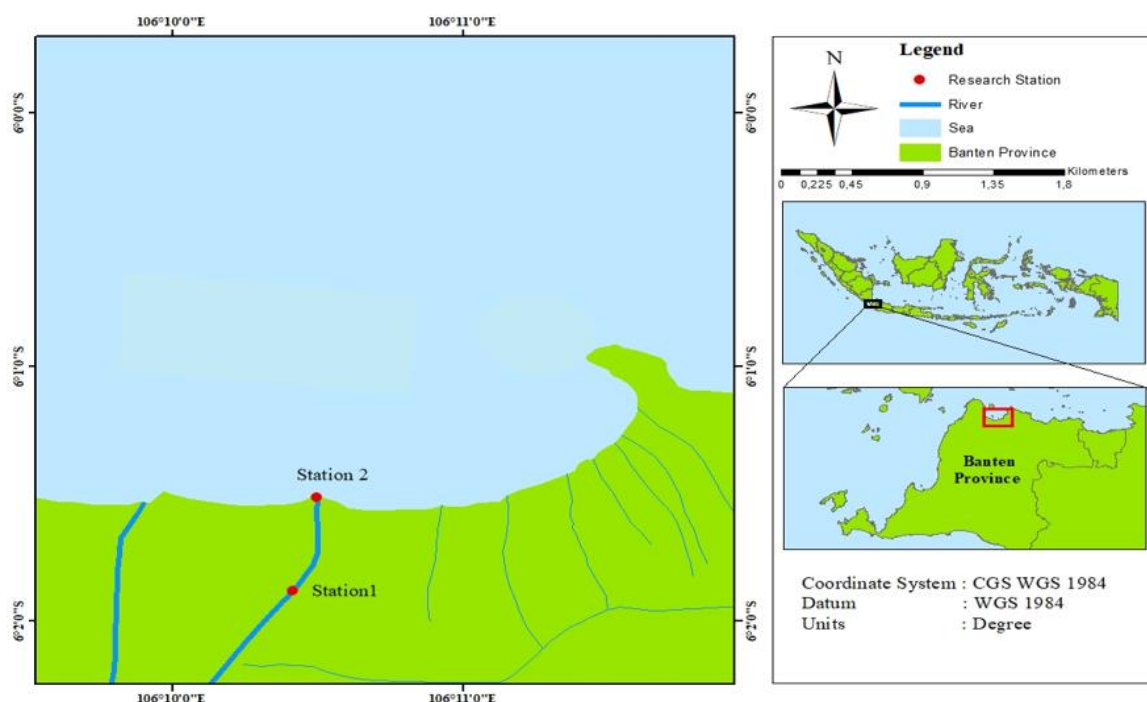 106°10'0"E
106°11'0"E
6°0'0"S
6°0'0"S
6°1'0"S
6°1'0"S
Station 2
Station1
6°2'0"S
6°2'0"S
106°10'0"E
106°11'0"E
N
Legend
Research Station
River
Sea
Banten Province
Kilometers
0 0,225 0,45 0,9 1,35 1,8
Banten
Province
Coordinate System : CGS WGS 1984
Datum : WGS 1984
Units : Degree